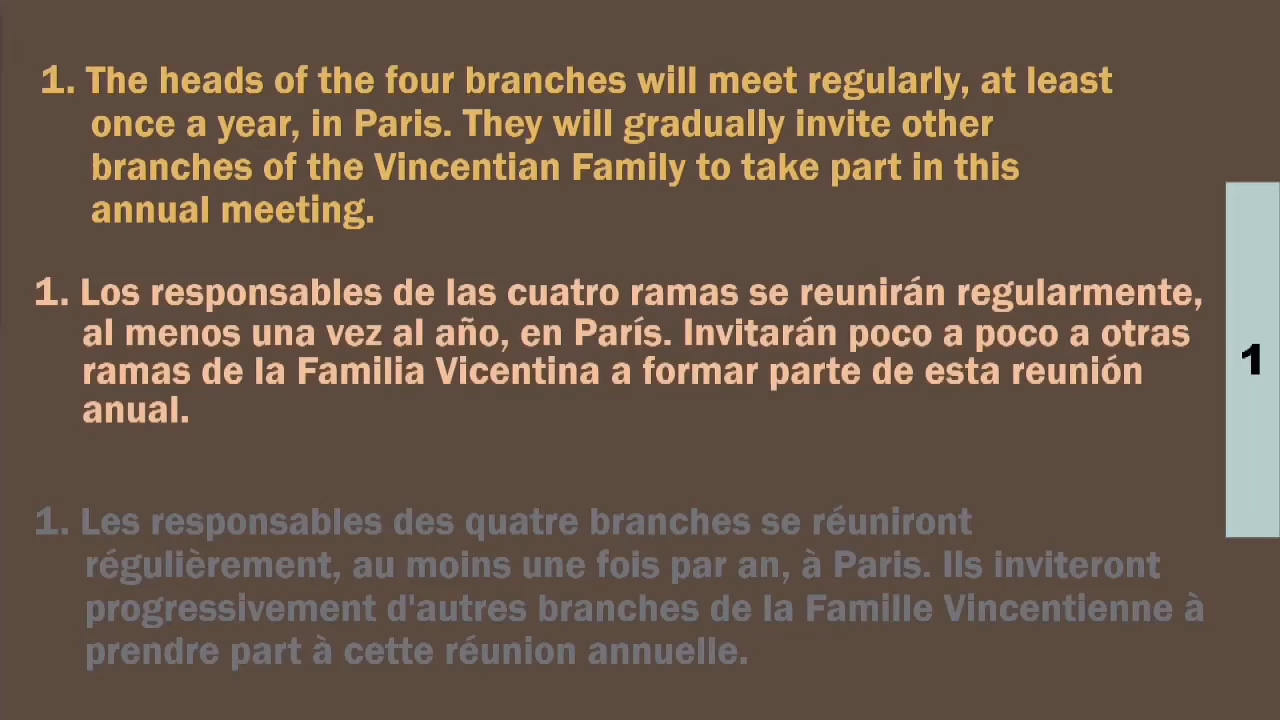 1. The heads of the four branches will meet regularly, at least
once a year, in Paris. They will gradually invite other
branches of the Vincentian Family to take part in this
annual meeting.
1. Los responsables de las cuatro ramas se reunirán regularmente,
al menos una vez al año, en París. Invitarán poco a poco a otras
ramas de la Familia Vicentina a formar parte de esta reunión
anual.
1
1. Les responsables des quatre branches se réuniront
régulièrement, au moins une fois par an, à Paris. Ils inviteront
progressivement d'autres branches de la Famille Vincentienne à
prendre part à cette réunion annuelle.